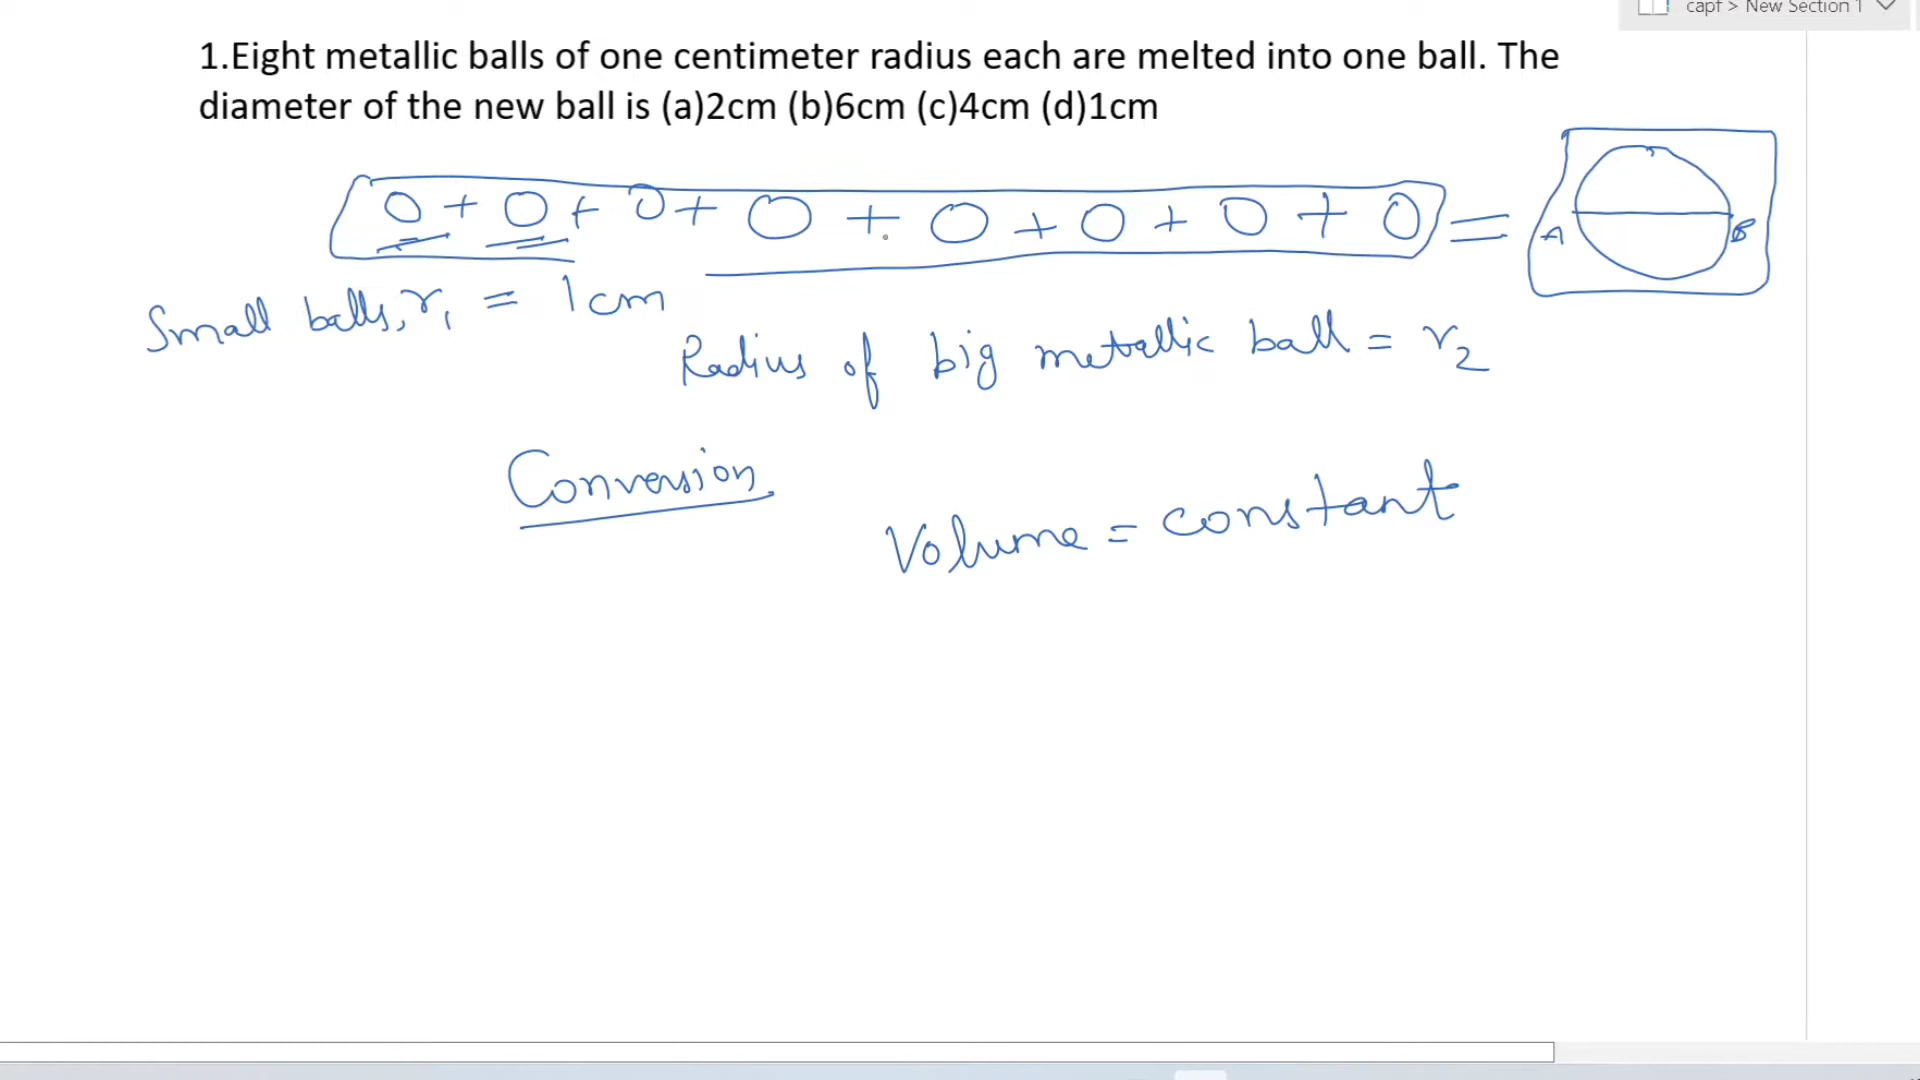 capf > New Section 1
1.Eight metallic balls of one centimeter radius each are melted into one ball. The
diameter of the new ball is (a)2cm (b)6cm (c)4cm (d)1cm
O + O + O + O + O + O + O + O =
A B
Small balls, r₁ = 1cm
Radius of big metallic ball = r₂
Conversion
Volume = constant